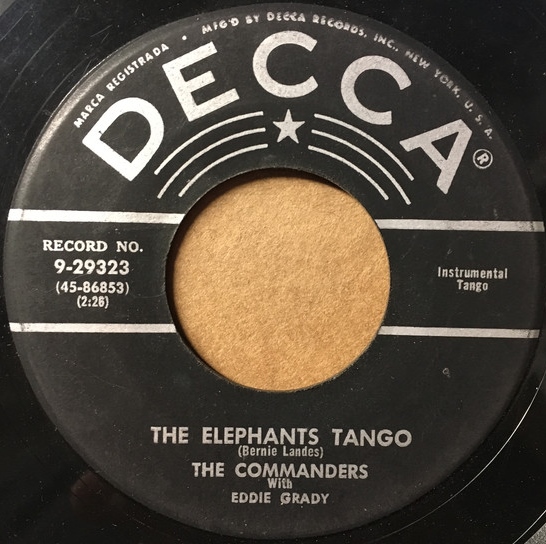 MARCA REGISTRADA • MFG'D BY DECCA RECORDS, INC., NEW YORK, U.S.A.
DECCA®
RECORD NO.
9-29323
(45-86853)
(2:26)
Instrumental
Tango
THE ELEPHANTS TANGO
(Bernie Landes)
THE COMMANDERS
With
EDDIE GRADY